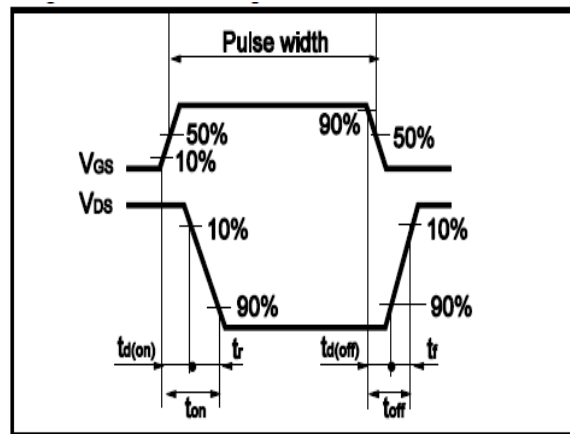 Pulse width
90%
50%
50%
VGS
10%
VDS
10%
10%
90%
90%
td(on)
tr
td(off)
tf
ton
toff